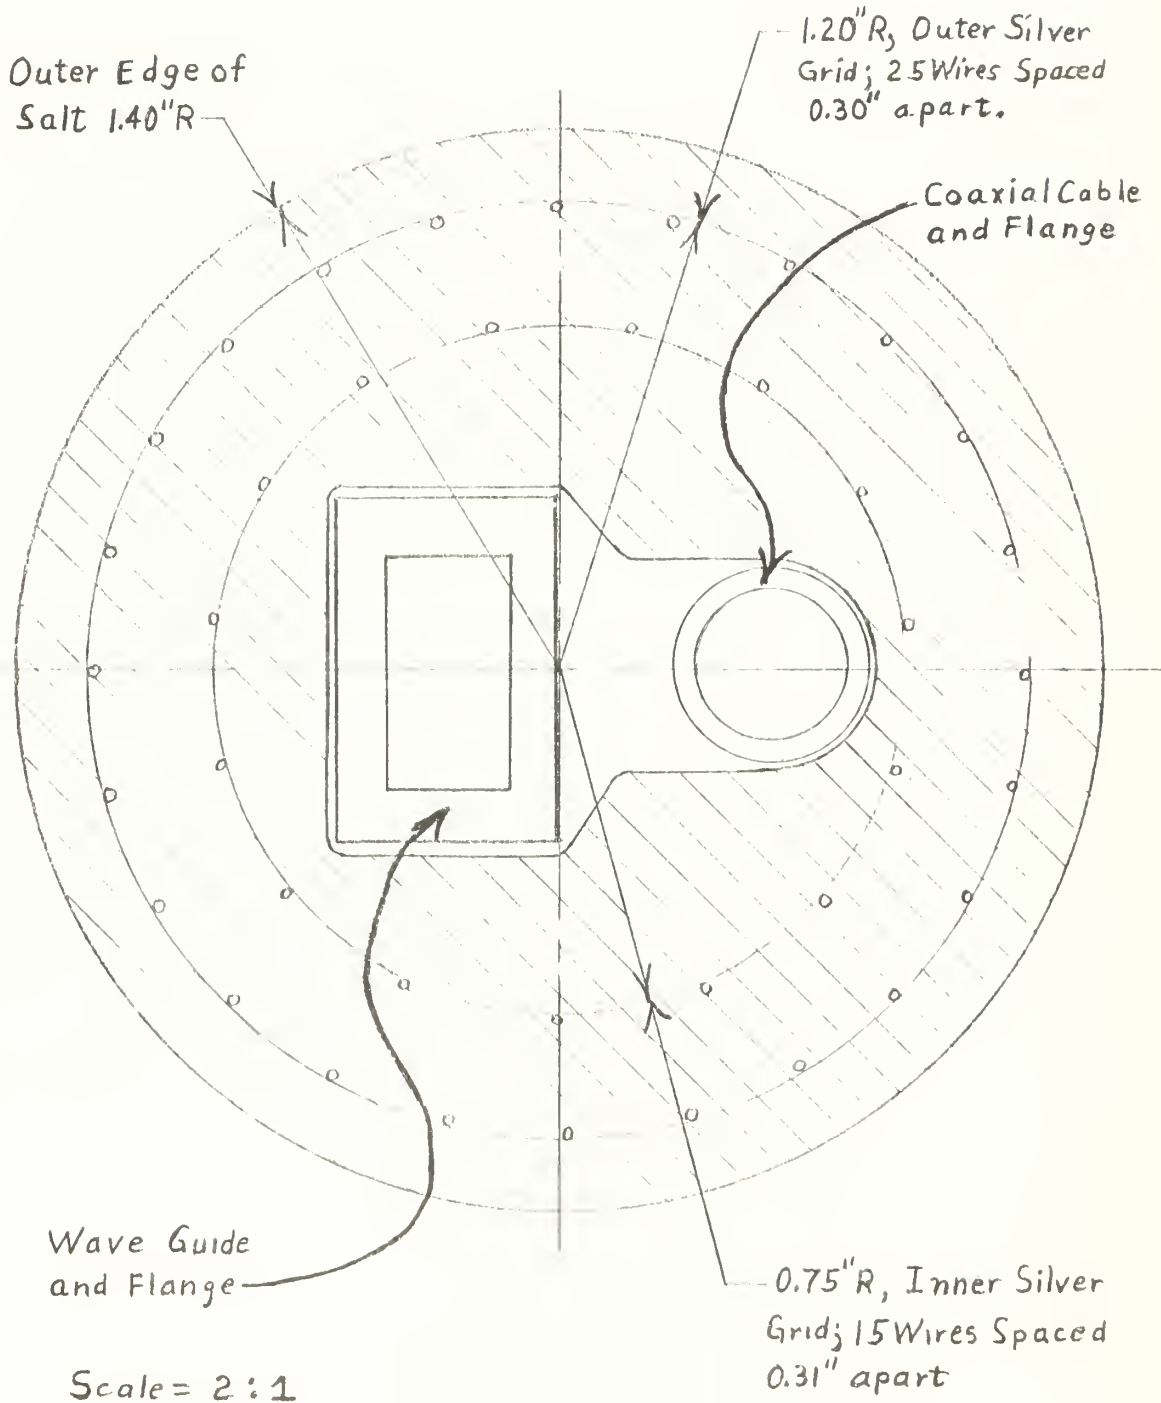 Outer Edge of
Salt 1.40"R
1.20"R, Outer Silver
Grid; 25 Wires Spaced
0.30" apart.
Coaxial Cable
and Flange
Wave Guide
and Flange
0.75"R, Inner Silver
Grid; 15 Wires Spaced
0.31" apart
Scale = 2:1